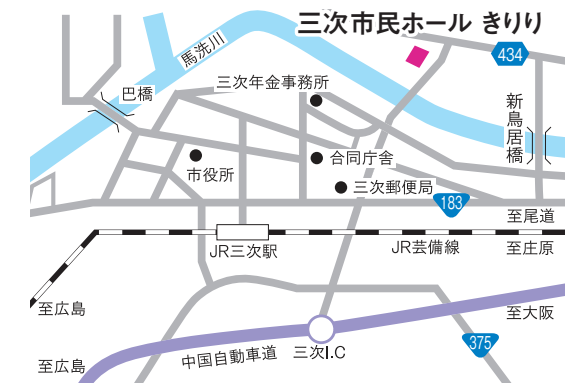 三次市民ホール きりり
434
馬洗川
三次年金事務所
巴橋
新鳥居橋
合同庁舎
市役所
三次郵便局
183
至尾道
JR三次駅
JR芸備線
至庄原
至広島
至大阪
375
至広島
中国自動車道
三次I.C